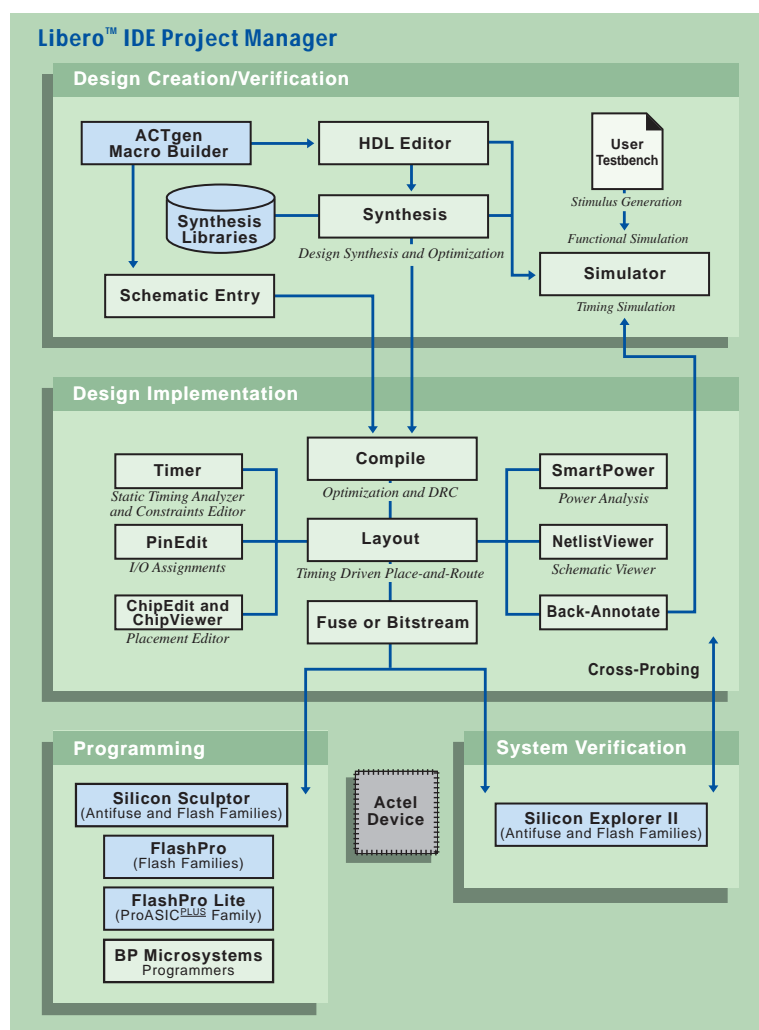 Libero™ IDE Project Manager
Design Creation/Verification
ACTgen
Macro Builder
HDL Editor
User
Testbench
Stimulus Generation
Synthesis
Libraries
Synthesis
Design Synthesis and Optimization
Functional Simulation
Simulator
Timing Simulation
Schematic Entry
Design Implementation
Timer
Static Timing Analyzer
and Constraints Editor
Compile
Optimization and DRC
SmartPower
Power Analysis
PinEdit
I/O Assignments
Layout
Timing Driven Place-and-Route
NetlistViewer
Schematic Viewer
ChipEdit and
ChipViewer
Placement Editor
Fuse or Bitstream
Back-Annotate
Cross-Probing
Programming
Silicon Sculptor
(Antifuse and Flash Families)
FlashPro
(Flash Families)
FlashPro Lite
(ProASICPLUS Family)
BP Microsystems
Programmers
Actel
Device
System Verification
Silicon Explorer II
(Antifuse and Flash Families)